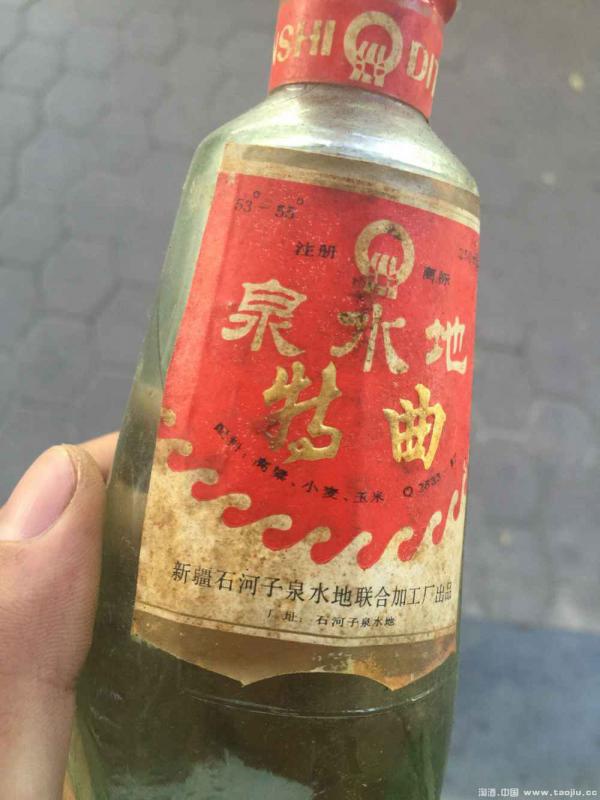 SHI DIT
53°-55°
注册 商标
泉水地
特曲
配料：高粱、小麦、玉米
新疆石河子泉水地联合加工厂出品
厂址：石河子泉水地
淘酒.中国 www.taojiu.cc